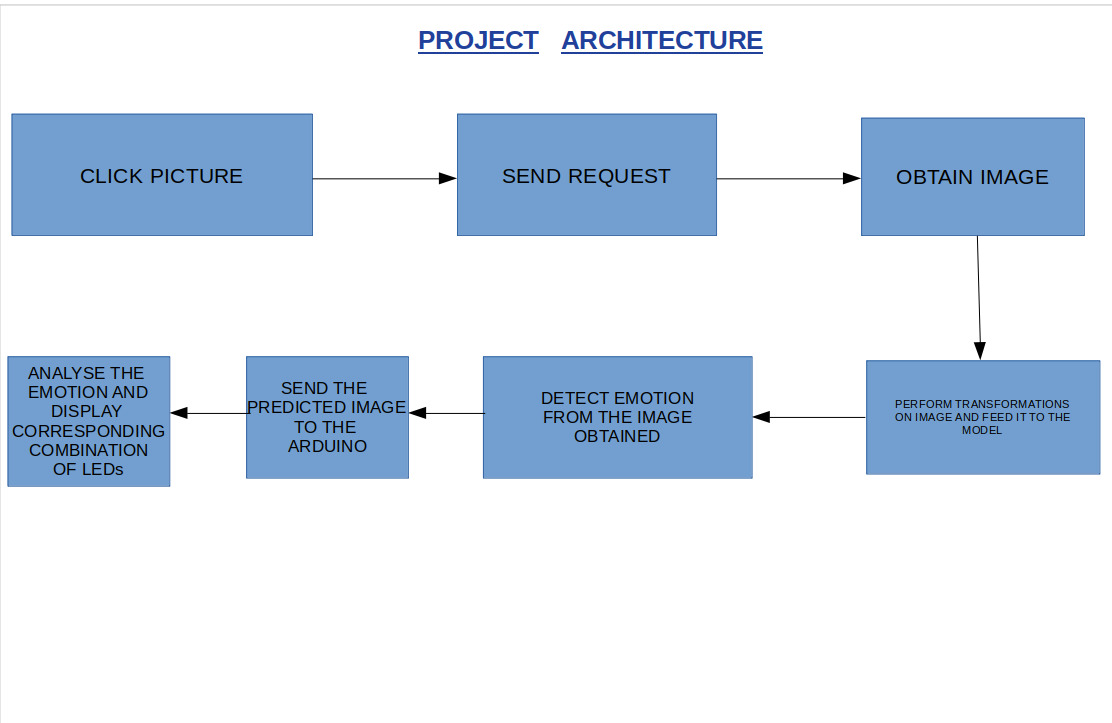 PROJECT ARCHITECTURE
CLICK PICTURE
SEND REQUEST
OBTAIN IMAGE
PERFORM TRANSFORMATIONS
ON IMAGE AND FEED IT TO THE
MODEL
DETECT EMOTION
FROM THE IMAGE
OBTAINED
SEND THE
PREDICTED IMAGE
TO THE
ARDUINO
ANALYSE THE
EMOTION AND
DISPLAY
CORRESPONDING
COMBINATION
OF LEDs